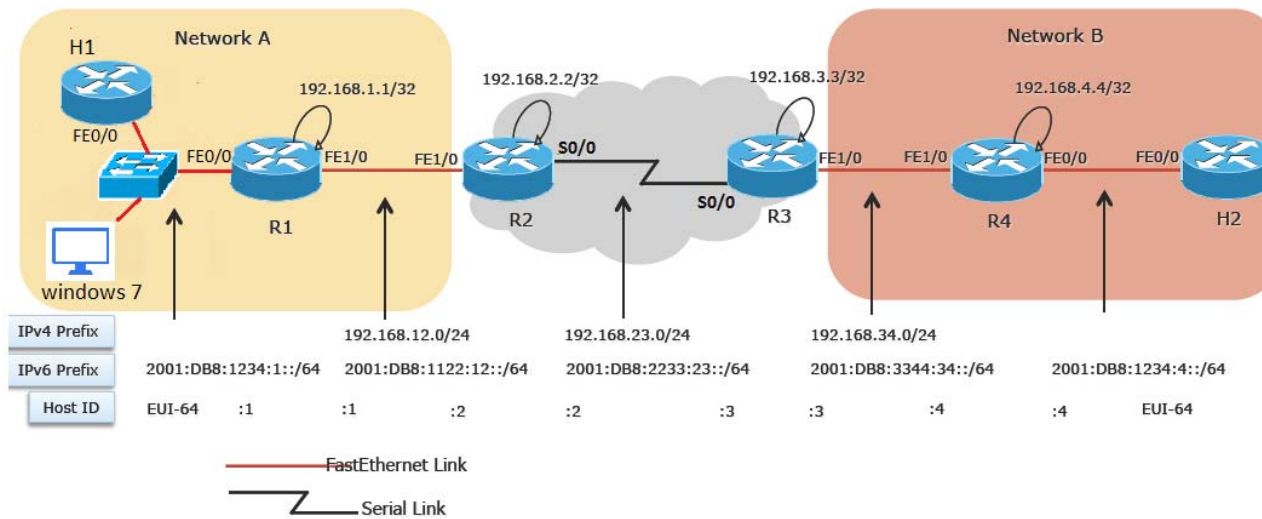 Network A
Network B
H1
192.168.1.1/32
192.168.2.2/32
192.168.3.3/32
192.168.4.4/32
FE0/0
FE0/0
FE1/0
FE1/0
S0/0
S0/0
FE1/0
FE1/0
FE0/0
FE0/0
R1
R2
R3
R4
H2
windows 7
IPv4 Prefix
192.168.12.0/24
192.168.23.0/24
192.168.34.0/24
IPv6 Prefix
2001:DB8:1234:1::/64
2001:DB8:1122:12::/64
2001:DB8:2233:23::/64
2001:DB8:3344:34::/64
2001:DB8:1234:4::/64
Host ID
EUI-64
:1
:1
:2
:2
:3
:3
:4
:4
EUI-64
FastEthernet Link
Serial Link